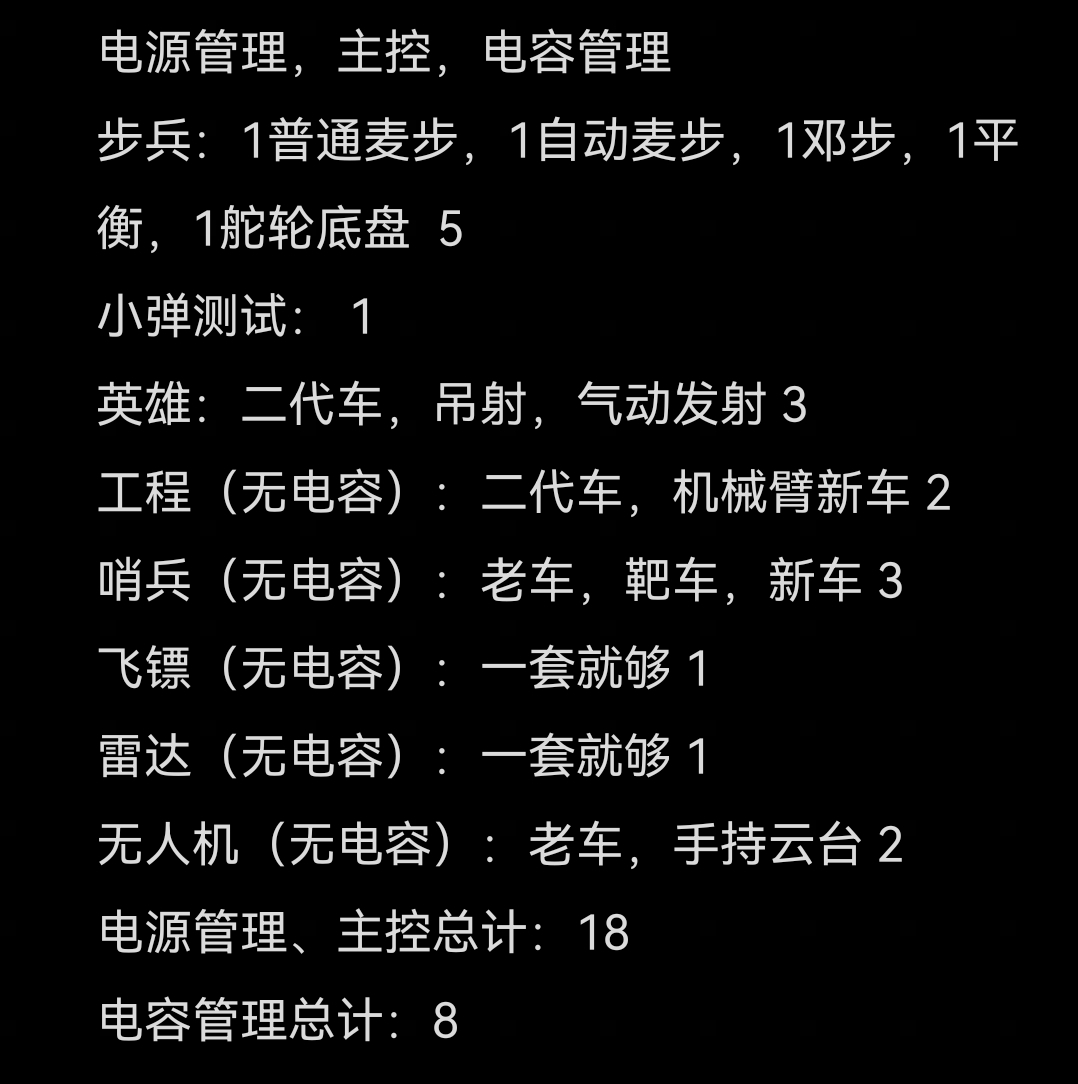 电源管理，主控，电容管理
步兵：1普通麦步，1自动麦步，1邓步，1平
衡，1舵轮底盘  5
小弹测试： 1
英雄：二代车，吊射，气动发射 3
工程（无电容）：二代车，机械臂新车 2
哨兵（无电容）：老车，靶车，新车 3
飞镖（无电容）：一套就够 1
雷达（无电容）：一套就够 1
无人机（无电容）：老车，手持云台 2
电源管理、主控总计：18
电容管理总计：8